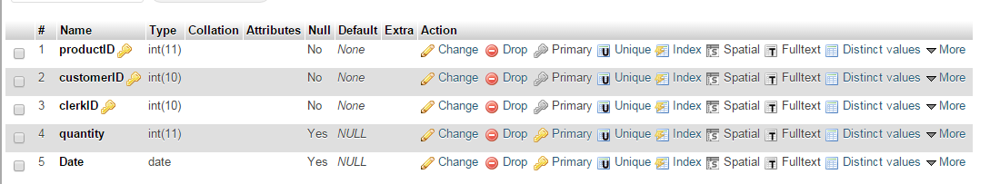 # Name Type Collation Attributes Null Default Extra Action
1 productID int(11) No None Change Drop Primary Unique Index Spatial Fulltext Distinct values More
2 customerID int(10) No None Change Drop Primary Unique Index Spatial Fulltext Distinct values More
3 clerkID int(10) No None Change Drop Primary Unique Index Spatial Fulltext Distinct values More
4 quantity int(11) Yes NULL Change Drop Primary Unique Index Spatial Fulltext Distinct values More
5 Date date Yes NULL Change Drop Primary Unique Index Spatial Fulltext Distinct values More